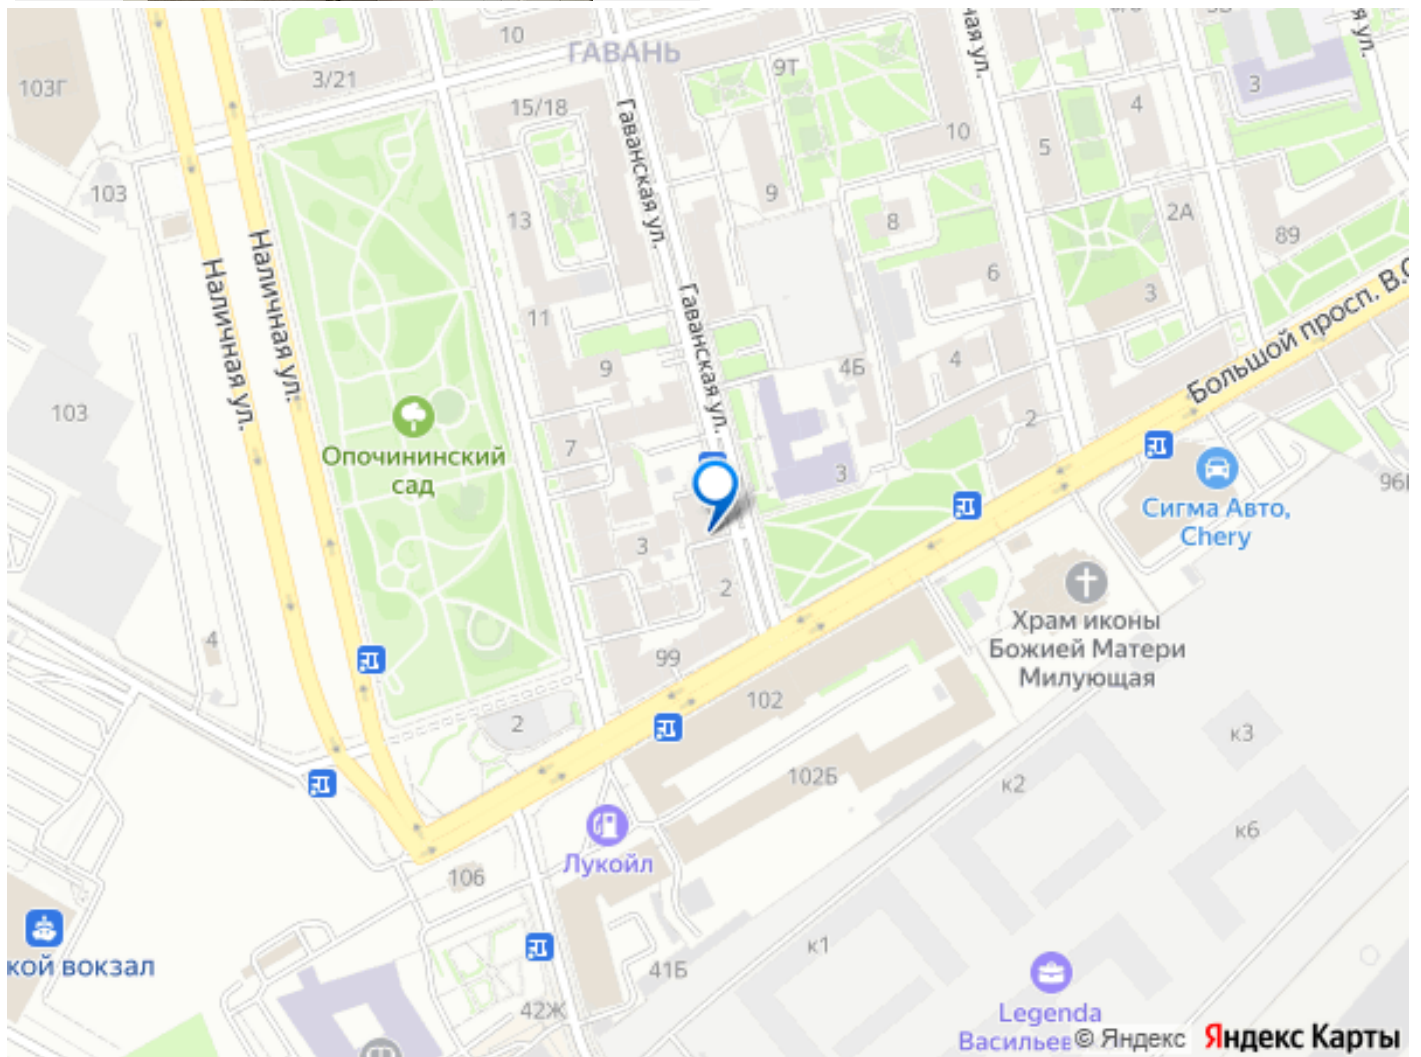 103Г
3/21
10
ГАВАНЬ
9Т
ная ул.
я ул.
3
4
15/18
10
5
103
9
Гаванская ул.
13
8
2А
89
Наличная ул.
Наличная ул.
6
3
Гаванская ул.
11
Большой просп. В.О
9
4Б
4
103
2
Опочининский
сад
7
3
96
Сигма Авто,
Chery
3
2
Храм иконы
Божией Матери
Милующая
4
99
102
2
к3
102Б
к2
Лукойл
к6
106
кой вокзал
к1
41Б
42Ж
Legenda
Васильев
© Яндекс
Яндекс Карты